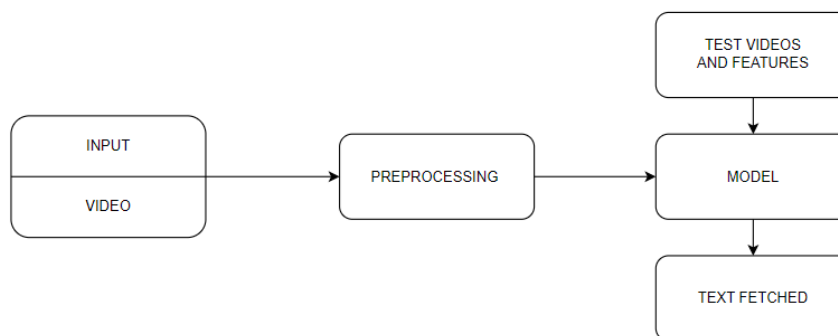 TEST VIDEOS
AND FEATURES
INPUT
VIDEO
PREPROCESSING
MODEL
TEXT FETCHED